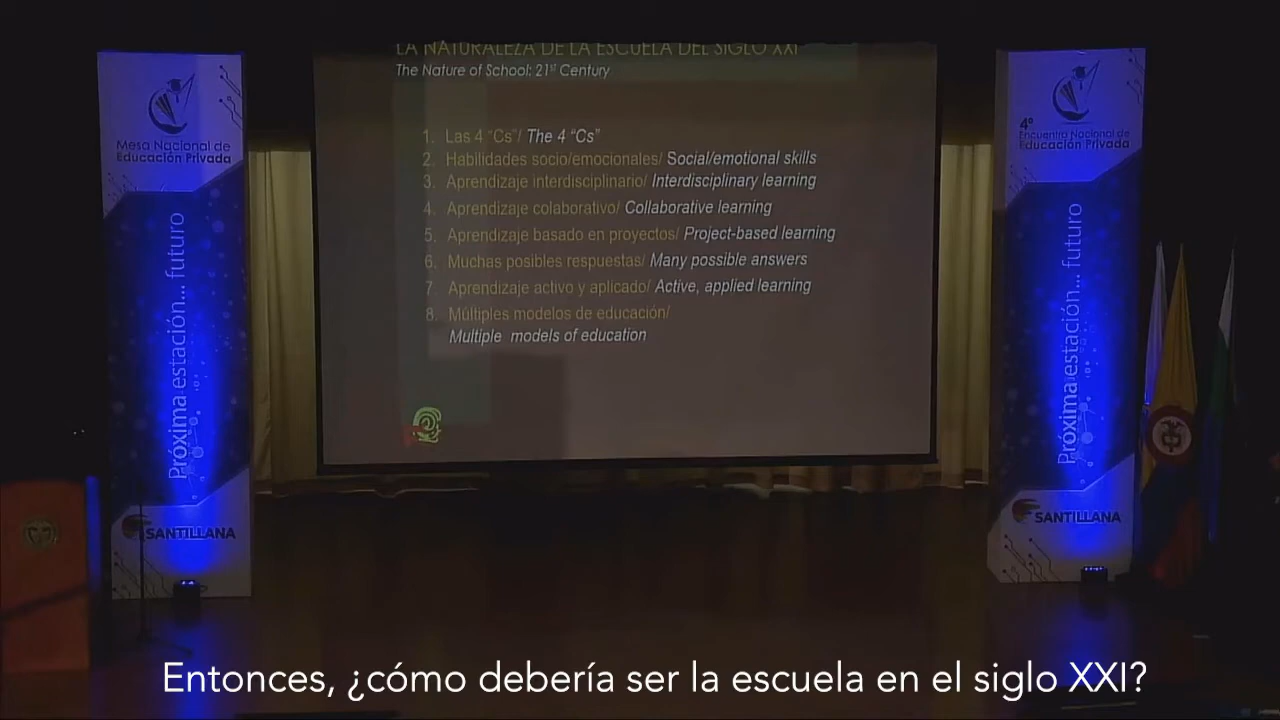 LA NATURALEZA DE LA ESCUELA DEL SIGLO XXI
The Nature of School: 21st Century
1. Las 4 "Cs"/ The 4 "Cs"
2. Habilidades socio/emocionales/ Social/emotional skills
3. Aprendizaje interdisciplinario/ Interdisciplinary learning
4. Aprendizaje colaborativo/ Collaborative learning
5. Aprendizaje basado en proyectos/ Project-based learning
6. Muchas posibles respuestas/ Many possible answers
7. Aprendizaje activo y aplicado/ Active, applied learning
8. Múltiples modelos de educación/
Multiple models of education
Mesa Nacional de
Educación Privada
Próxima estación... futuro
SANTILLANA
4º
Encuentro Nacional de
Educación Privada
Próxima estación... futuro
SANTILLANA
Entonces, ¿cómo debería ser la escuela en el siglo XXI?